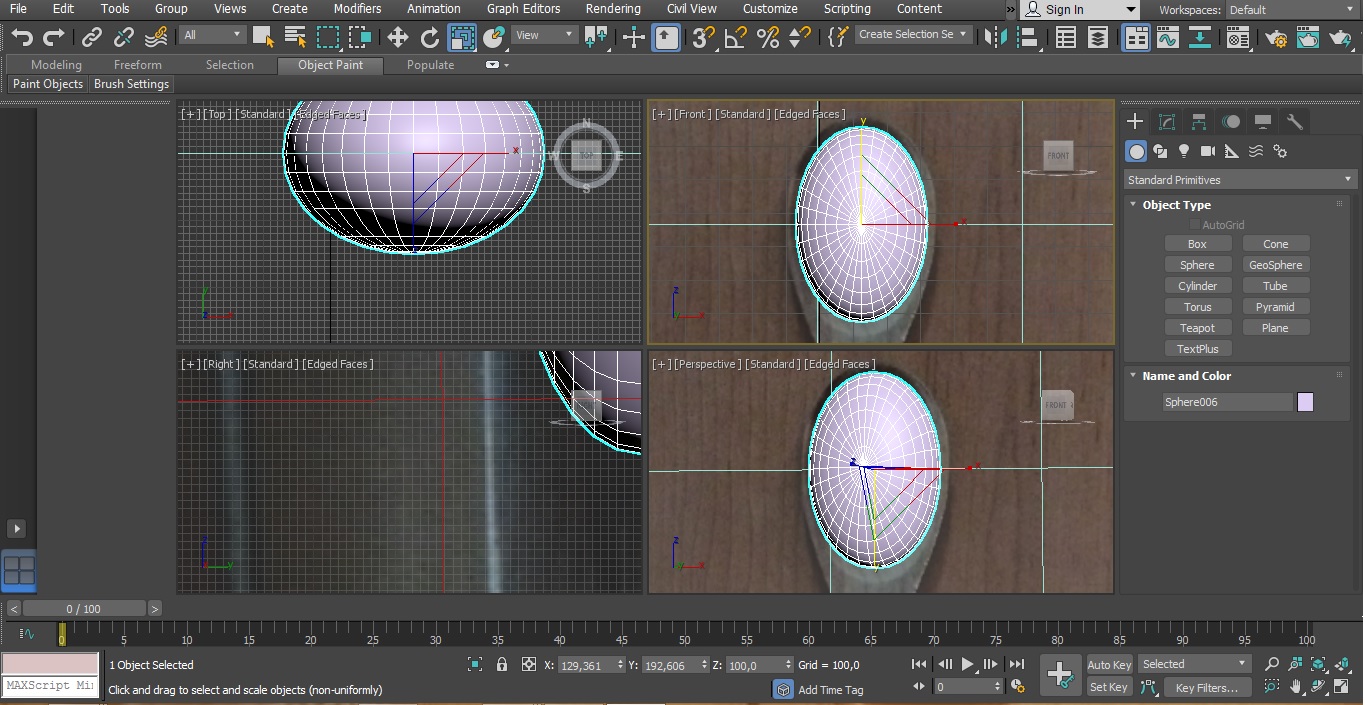 File Edit Tools Group Views Create Modifiers Animation Graph Editors Rendering Civil View Customize Scripting Content » Sign In Workspaces: Default
All View 3 Create Selection Se
Modeling Freeform Selection Object Paint Populate
Paint Objects Brush Settings
[+] [Top] [Standard] [Edged Faces]
N
W TOP E
S
x
z y x
[+] [Front] [Standard] [Edged Faces]
y
FRONT
x
z
x
[+] [Right] [Standard] [Edged Faces]
z
y
[+] [Perspective] [Standard] [Edged Faces]
FRONT
z
x
y
z
y x
Standard Primitives
Object Type
AutoGrid
Box Cone
Sphere GeoSphere
Cylinder Tube
Torus Pyramid
Teapot Plane
TextPlus
Name and Color
Sphere006
< 0 / 100 >
0 5 10 15 20 25 30 35 40 45 50 55 60 65 70 75 80 85 90 95 100
1 Object Selected X: 129,361 Y: 192,606 Z: 100,0 Grid = 100,0 Auto Key Selected
MAXScript Mi
Click and drag to select and scale objects (non-uniformly) Add Time Tag 0 Set Key Key Filters...